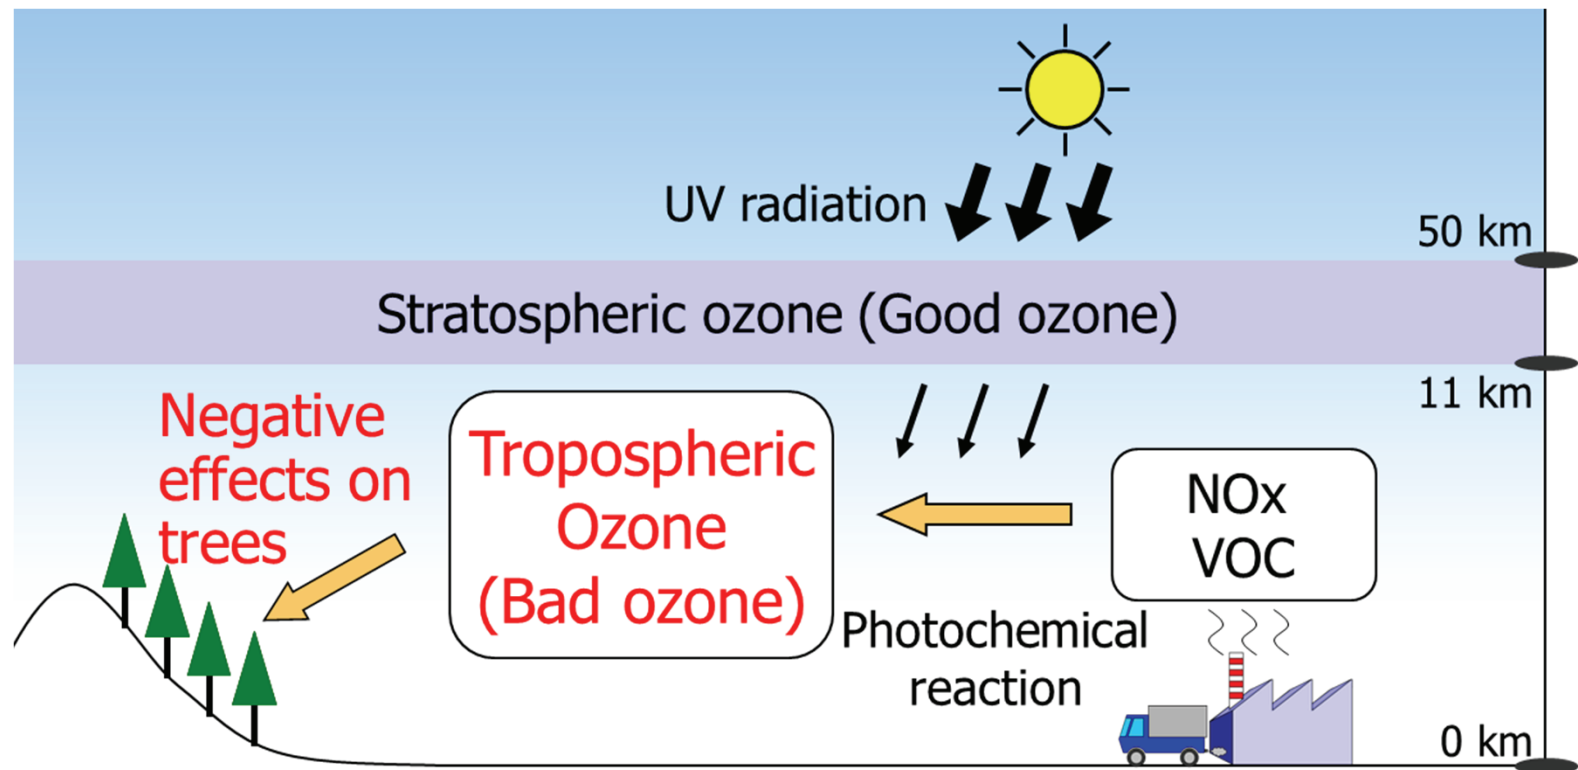 UV radiation
50 km
Stratospheric ozone (Good ozone)
11 km
Negative
effects on
trees
Tropospheric
Ozone
(Bad ozone)
NOx
VOC
Photochemical
reaction
0 km